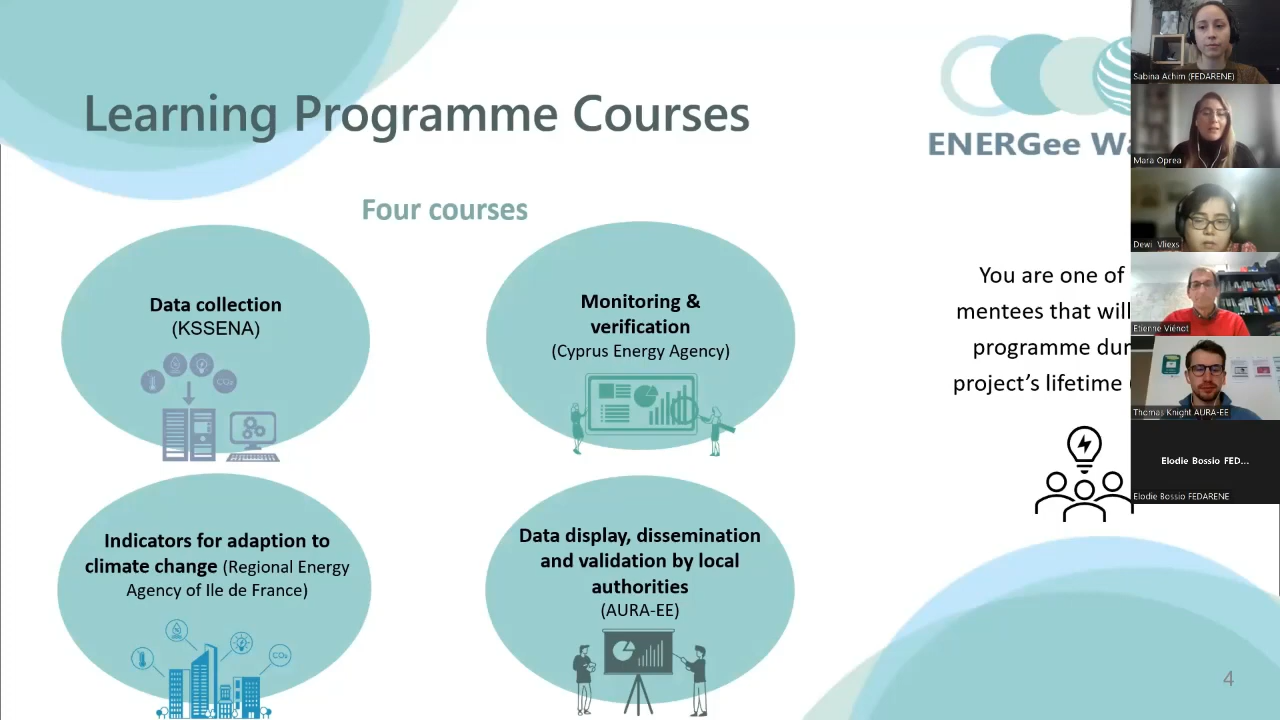 Learning Programme Courses
ENERGee Wa
Four courses
Data collection
(KSSENA)
CO₂
Monitoring &
verification
(Cyprus Energy Agency)
Indicators for adaption to
climate change (Regional Energy
Agency of Ile de France)
CO₂
Data display, dissemination
and validation by local
authorities
(AURA-EE)
You are one of
mentees that will
programme dur
project's lifetime
4
Sabina Achim (FEDARENE)
Mara Oprea
Dewi Vliexs
Etienne Viénot
Thomas Knight AURA-EE
Elodie Bossio FED...
Elodie Bossio FEDARENE